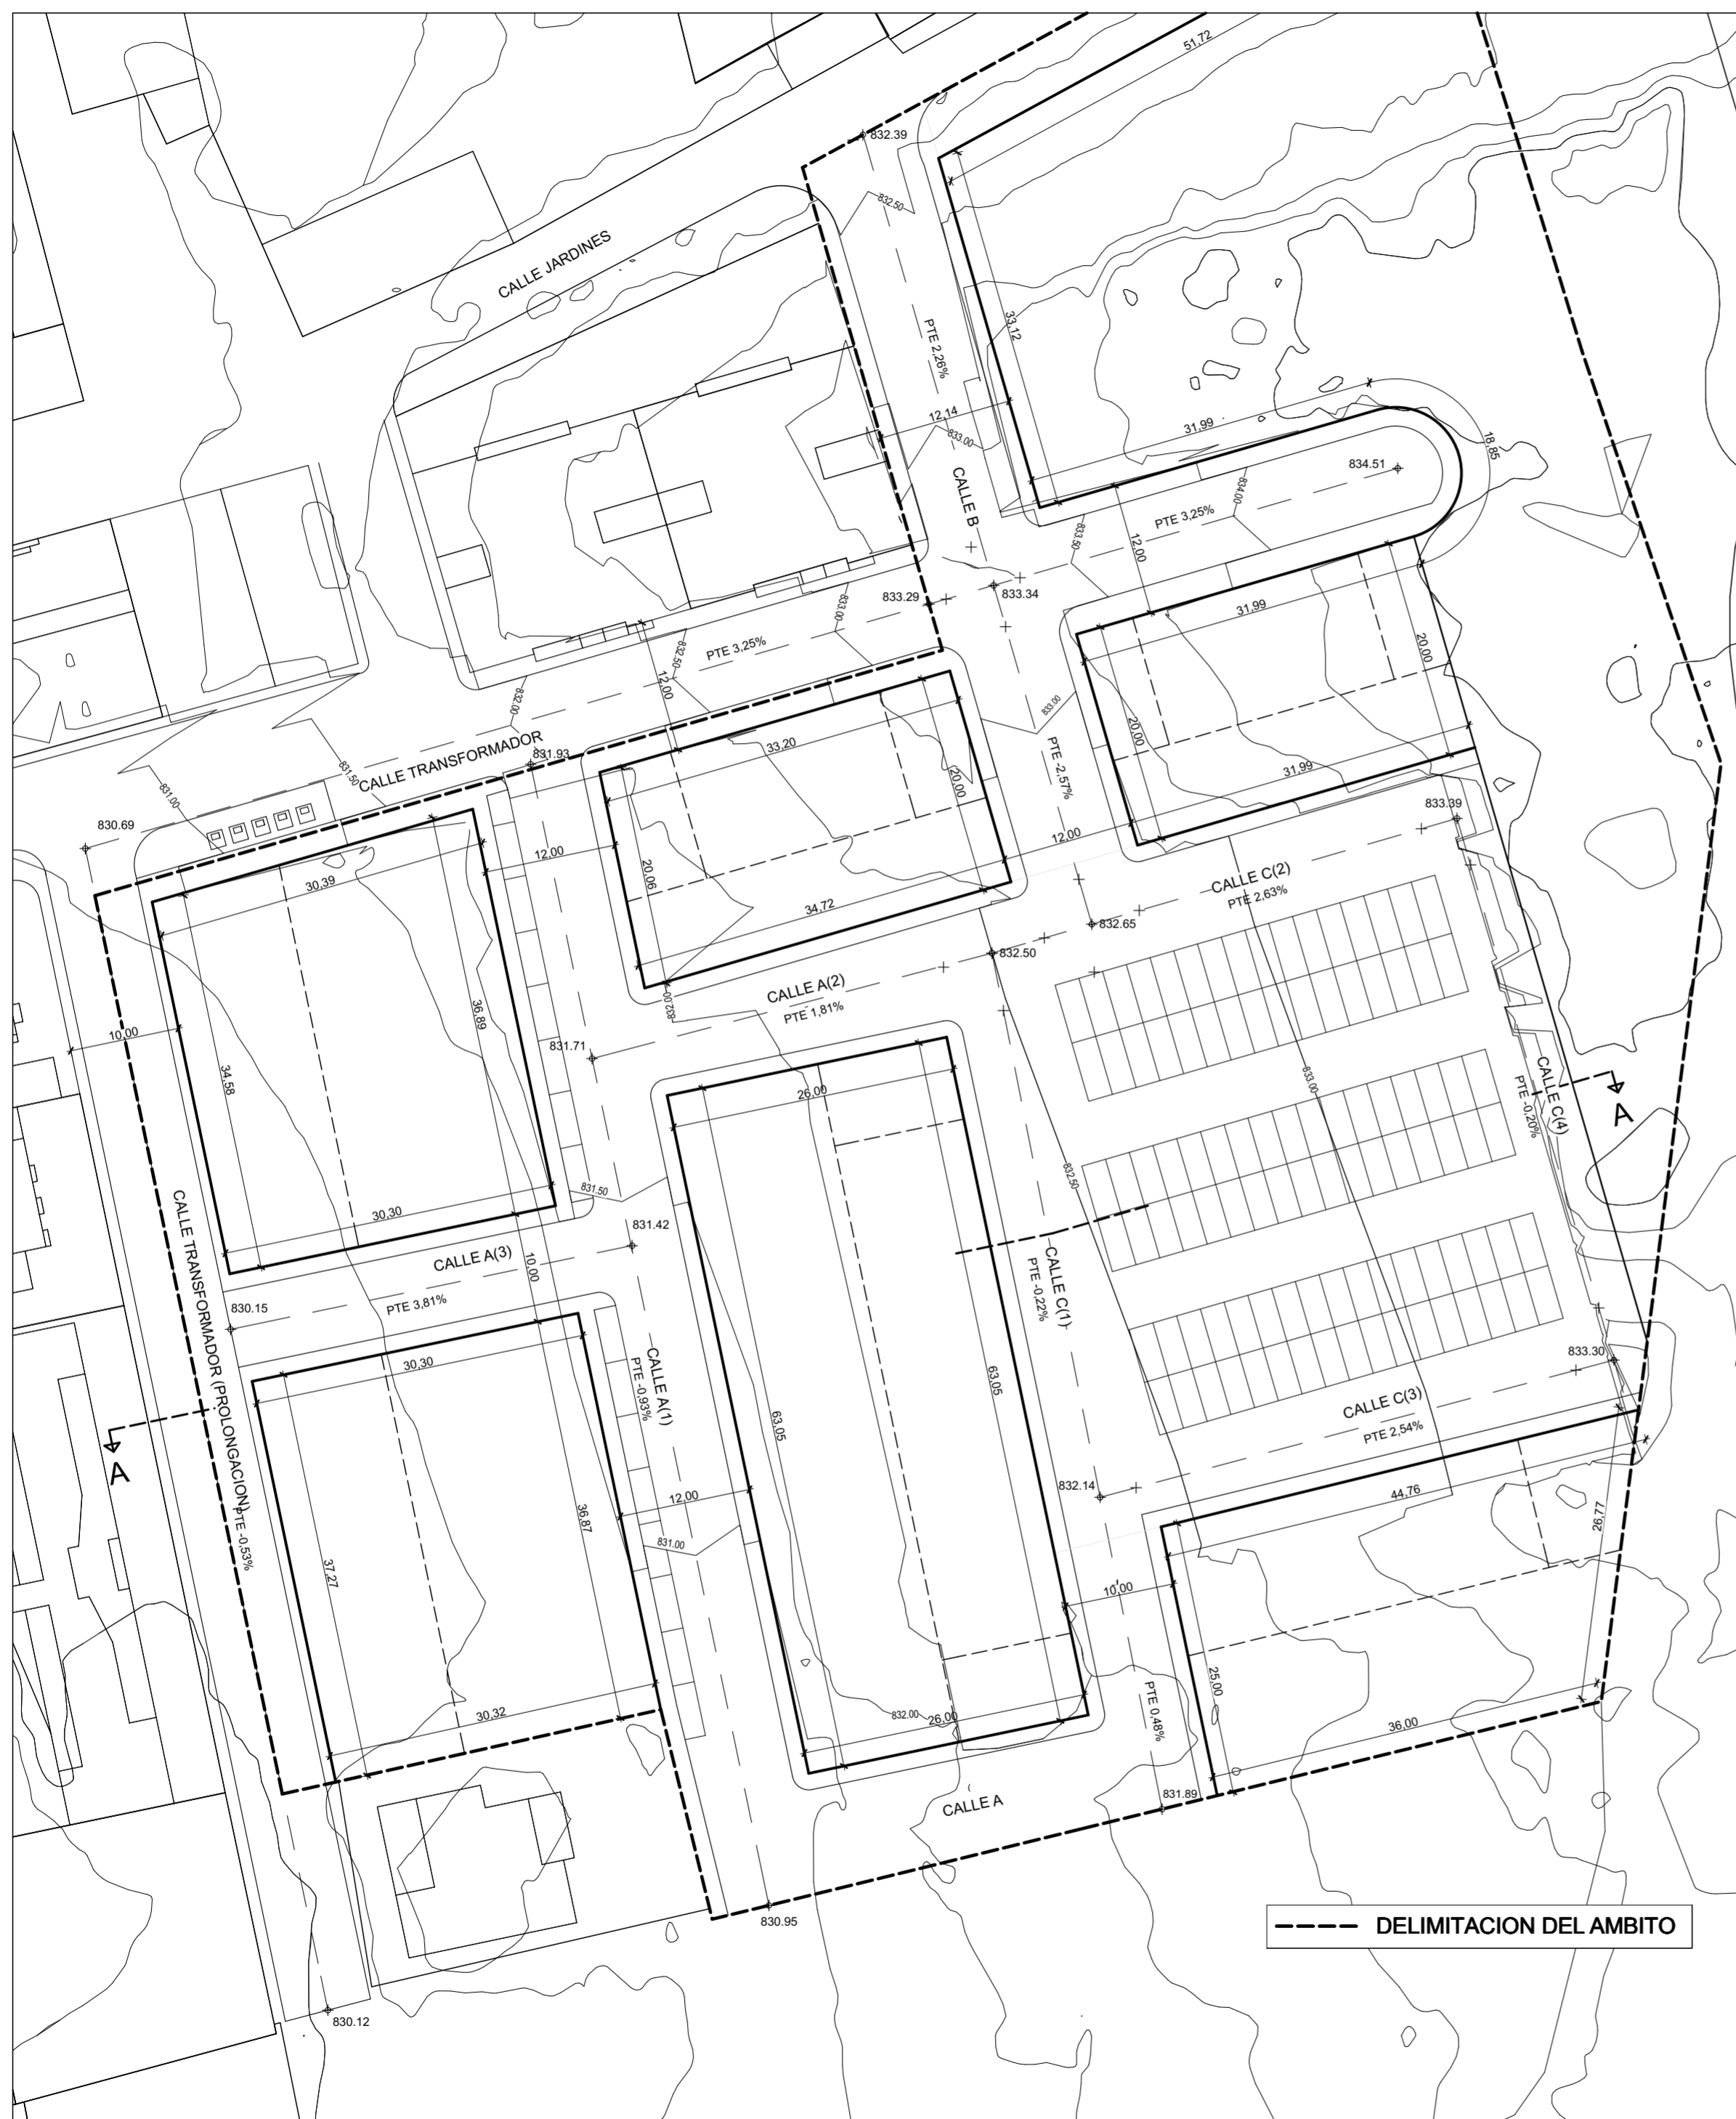 51,72
832.39
832.50
CALLE JARDINES
33,12
PTE 2,26%
12,14
833.00
31,99
18,85
834.51
834.00
CALLE B
PTE 3,25%
833.50
12,00
833.29
833.34
833.00
31,99
20,00
832.50
PTE 3,25%
12,00
832.00
833.00
20,00
33,20
CALLE TRANSFORMADOR
831.93
831.50
831.00
PTE -2,57%
31,99
20,00
833.39
830.69
12,00
12,00
CALLE C(2)
PTE 2,63%
30,39
20,06
34,72
832.65
832.50
CALLE A(2)
PTE 1,81%
832.00
36,89
10,00
831.71
34,58
26,00
833.00
CALLE C(4)
PTE -0,20%
A
832.50
831.50
30,30
831.42
CALLE A(3)
10,00
PTE 3,81%
830.15
CALLE TRANSFORMADOR (PROLONGACION)
PTE -0,53%
CALLE C(1)
PTE -0,22%
30,30
CALLE A(1)
PTE -0,93%
63,05
63,05
833.30
CALLE C(3)
PTE 2,54%
A
832.14
44,76
12,00
36,87
26,77
831.00
37,27
10,00
25,00
PTE 0,48%
30,32
832.00
26,00
36,00
831.89
CALLE A
830.95
DELIMITACION DEL AMBITO
830.12